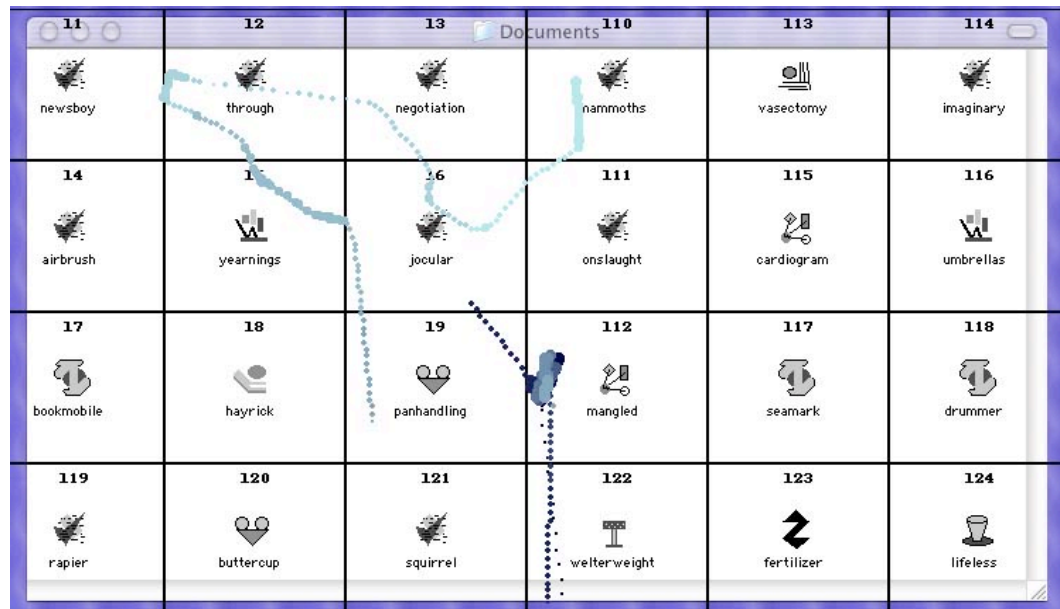 11 12 13 110 113 114
Documents
newsboy through negotiation mammoths vasectomy imaginary
14 16 111 115 116
airbrush yearnings jocular onslaught cardiogram umbrellas
17 18 19 112 117 118
bookmobile hayrick panhandling mangled seamark drummer
119 120 121 122 123 124
rapier buttercup squirrel welterweight fertilizer lifeless